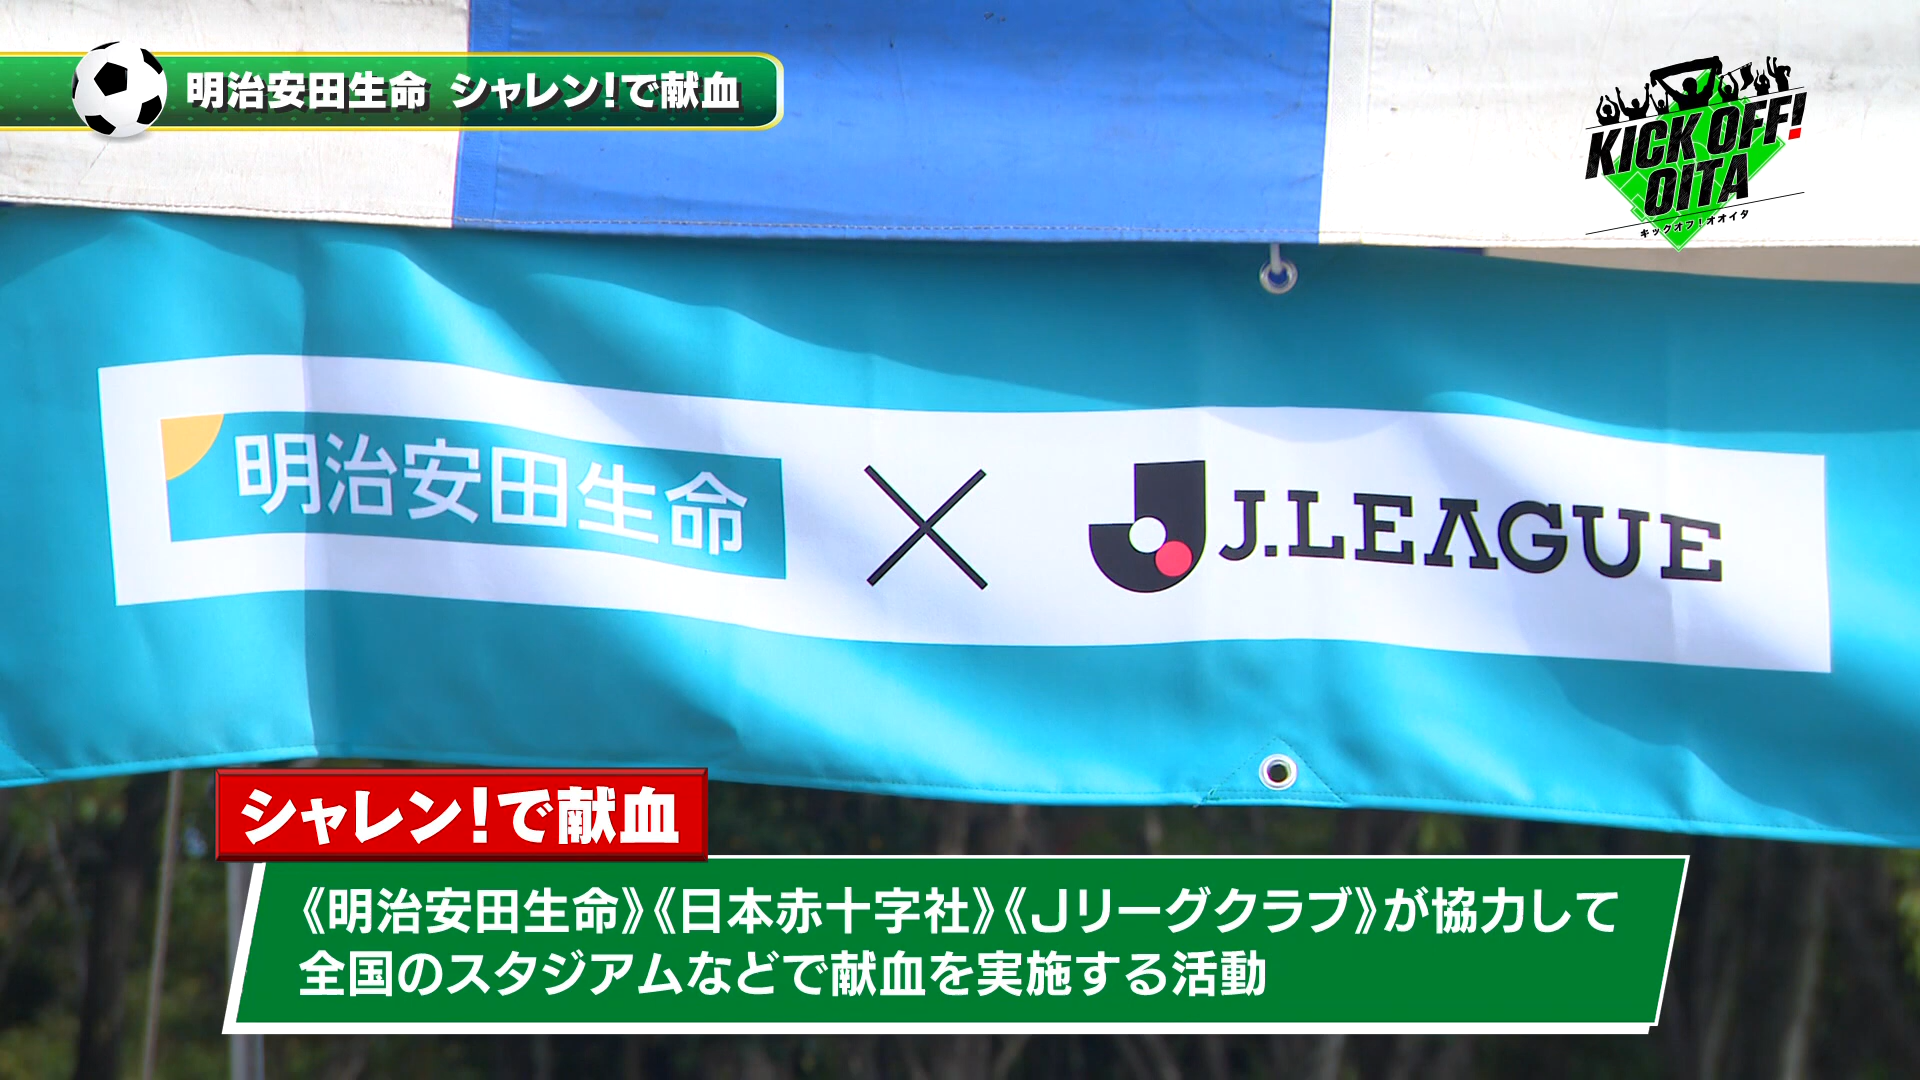 明治安田生命 シャレン!で献血
KICK OFF!
OITA
キックオフ!オオイタ
明治安田生命 × J.LEAGUE
シャレン!で献血
《明治安田生命》《日本赤十字社》《Jリーグクラブ》が協力して
全国のスタジアムなどで献血を実施する活動